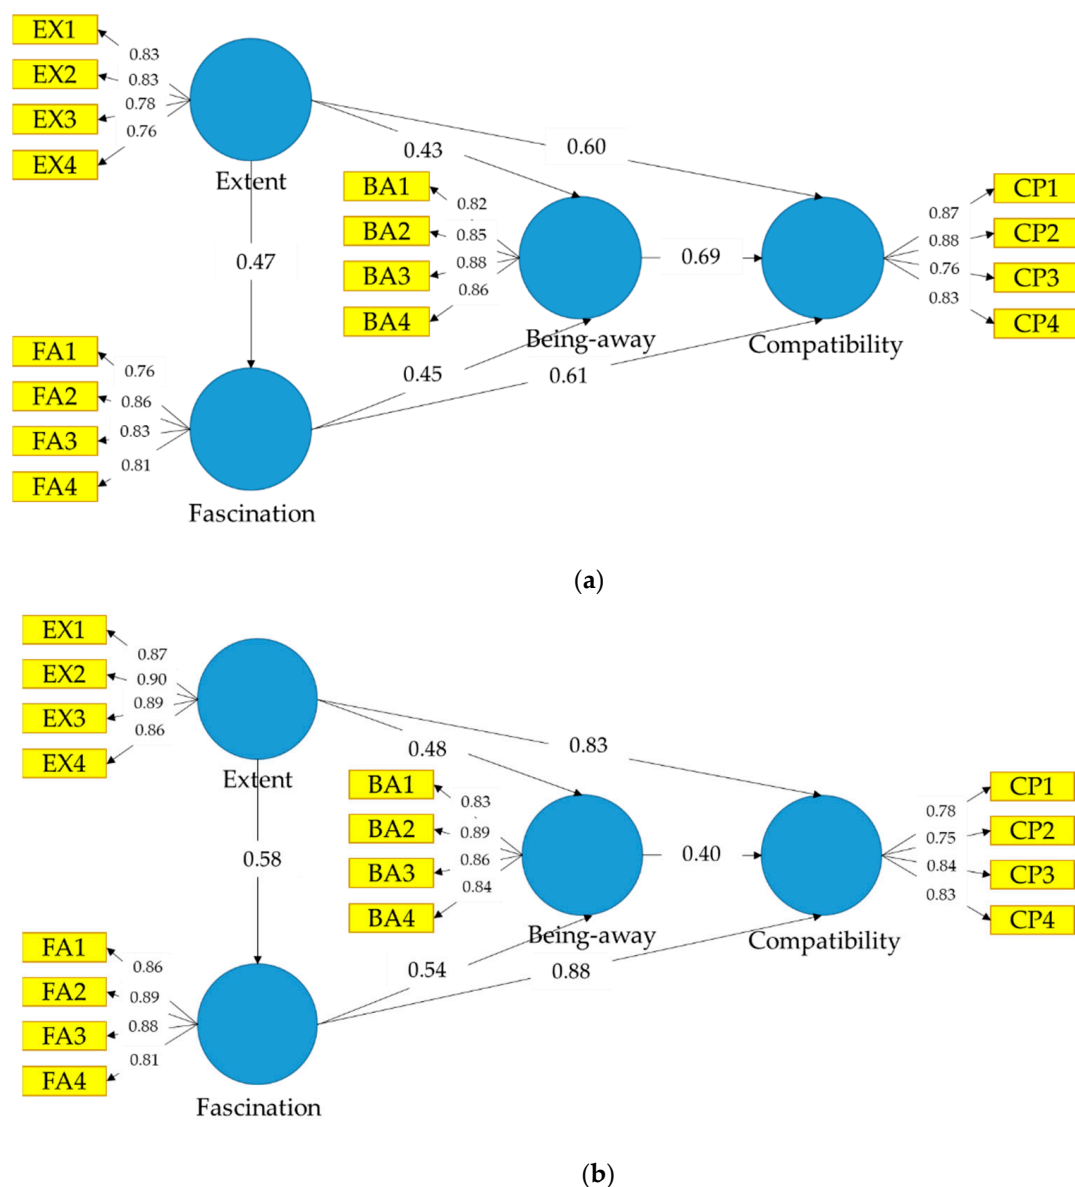 EX1
0.83
EX2
0.83
EX3
0.78
EX4
0.76
Extent
0.43
0.60
BA1
0.82
BA2
0.85
BA3
0.88
BA4
0.86
Being-away
0.69
CP1
0.87
CP2
0.88
CP3
0.76
CP4
0.83
Compatibility
0.47
FA1
0.76
FA2
0.86
FA3
0.83
FA4
0.81
0.45
0.61
Fascination
(a)
EX1
0.87
EX2
0.90
EX3
0.89
EX4
0.86
Extent
0.48
0.83
BA1
0.83
BA2
0.89
BA3
0.86
BA4
0.84
Being-away
0.40
CP1
0.78
CP2
0.75
CP3
0.84
CP4
0.83
Compatibility
0.58
FA1
0.86
FA2
0.89
FA3
0.88
FA4
0.81
0.54
0.88
Fascination
(b)